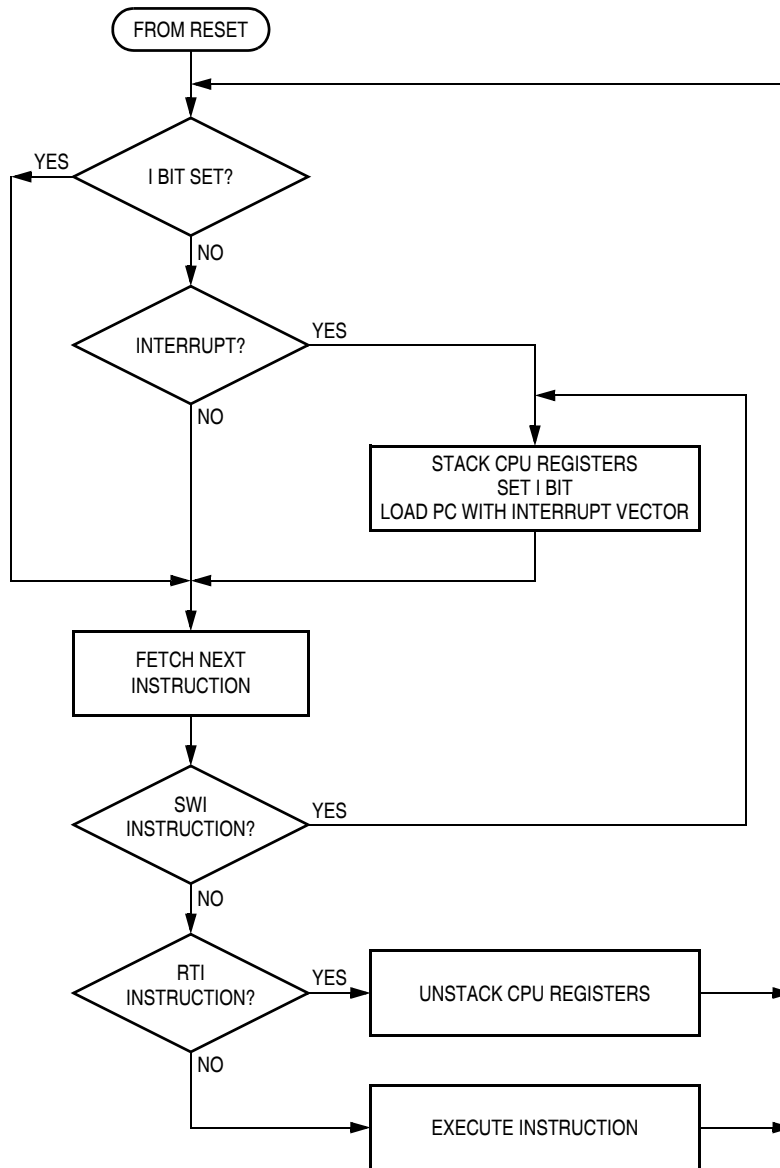 FROM RESET
YES
I BIT SET?
NO
YES
INTERRUPT?
NO
STACK CPU REGISTERS
SET I BIT
LOAD PC WITH INTERRUPT VECTOR
FETCH NEXT
INSTRUCTION
SWI
INSTRUCTION?
YES
NO
RTI
INSTRUCTION?
YES
UNSTACK CPU REGISTERS
NO
EXECUTE INSTRUCTION